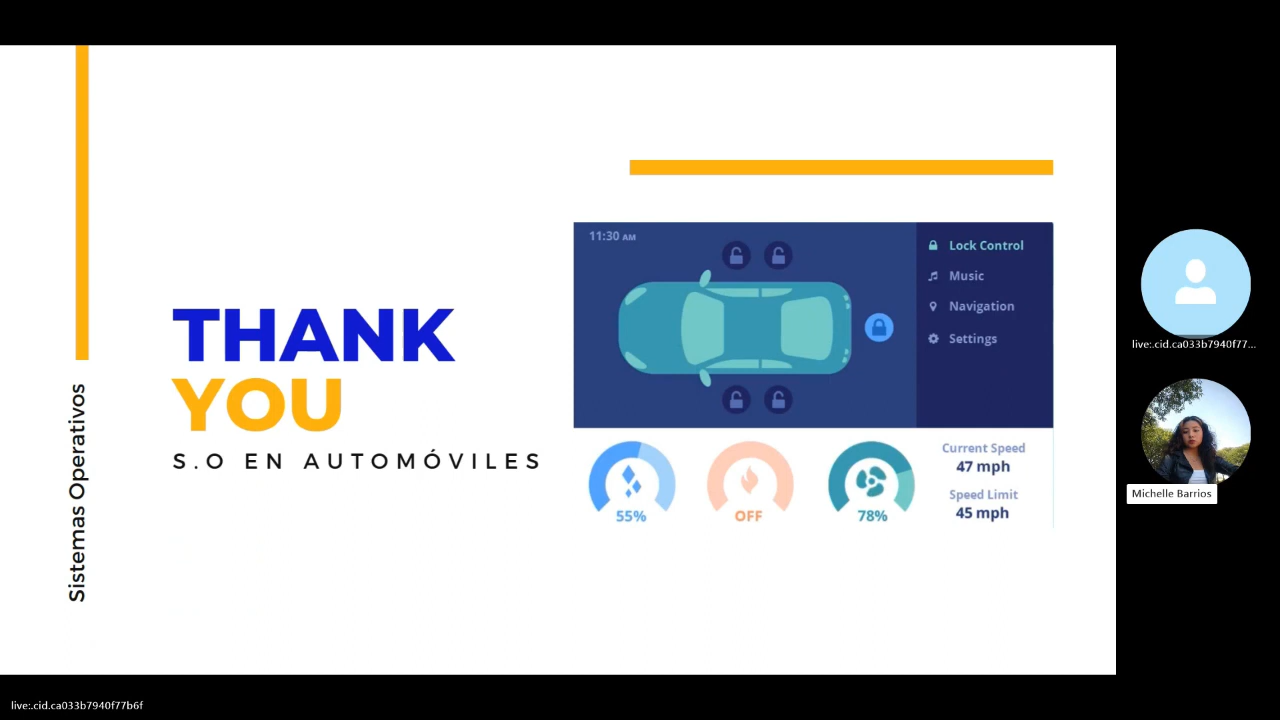 Sistemas Operativos
THANK
YOU
S.O EN AUTOMÓVILES
11:30 AM
Lock Control
Music
Navigation
Settings
55%
OFF
78%
Current Speed
47 mph
Speed Limit
45 mph
live:.cid.ca033b7940f77...
Michelle Barrios
live:.cid.ca033b7940f77b6f